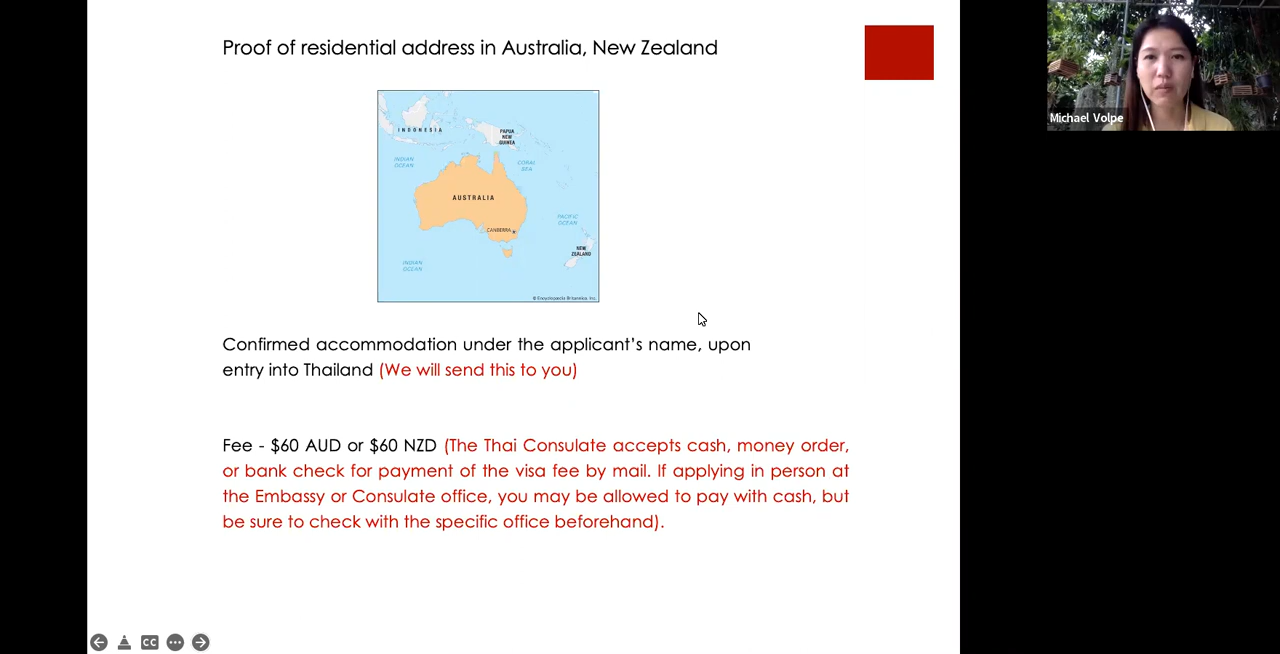 Proof of residential address in Australia, New Zealand
INDONESIA
PAPUA
NEW
GUINEA
INDIAN
OCEAN
CORAL
SEA
AUSTRALIA
PACIFIC
OCEAN
CANBERRA
NEW
ZEALAND
INDIAN
OCEAN
© Encyclopædia Britannica, Inc.
Confirmed accommodation under the applicant’s name, upon
entry into Thailand (We will send this to you)
Fee - $60 AUD or $60 NZD (The Thai Consulate accepts cash, money order,
or bank check for payment of the visa fee by mail. If applying in person at
the Embassy or Consulate office, you may be allowed to pay with cash, but
be sure to check with the specific office beforehand).
CC
Michael Volpe